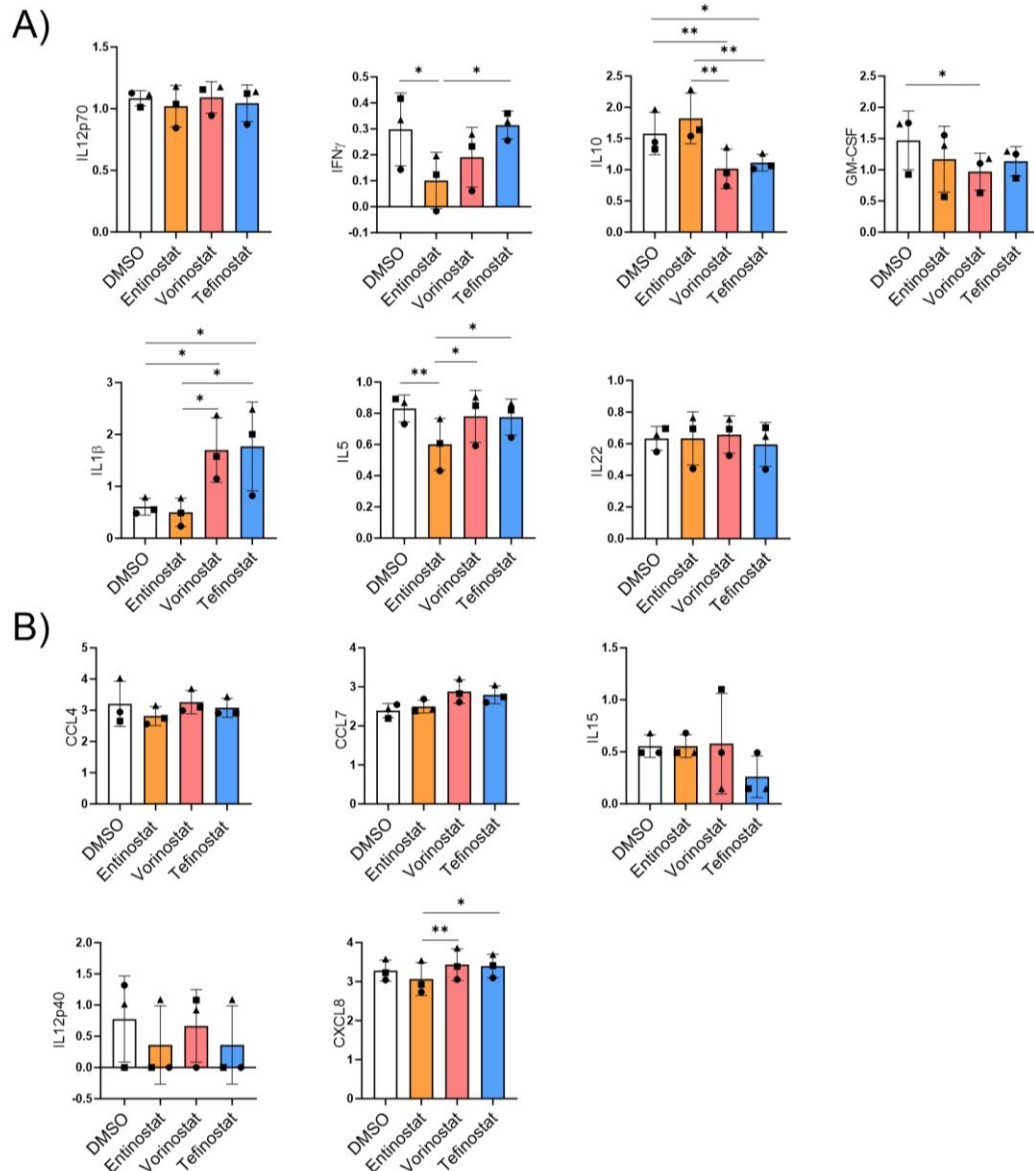 A)
IL12p70
1.5
1.0
0.5
0.0
DMSO
Entinostat
Vorinostat
Tefinostat
IFNγ
0.5
0.4
0.3
0.2
0.1
0.0
-0.1
* *
DMSO
Entinostat
Vorinostat
Tefinostat
IL10
2.5
2.0
1.5
1.0
0.5
0.0
*
**
**
**
DMSO
Entinostat
Vorinostat
Tefinostat
GM-CSF
2.5
2.0
1.5
1.0
0.5
0.0
*
DMSO
Entinostat
Vorinostat
Tefinostat
IL1β
3
2
1
0
*
*
*
*
DMSO
Entinostat
Vorinostat
Tefinostat
IL5
1.0
0.8
0.6
0.4
0.2
0.0
*
*
**
DMSO
Entinostat
Vorinostat
Tefinostat
IL22
1.0
0.8
0.6
0.4
0.2
0.0
DMSO
Entinostat
Vorinostat
Tefinostat
B)
CCL4
5
4
3
2
1
0
DMSO
Entinostat
Vorinostat
Tefinostat
CCL7
4
3
2
1
0
DMSO
Entinostat
Vorinostat
Tefinostat
IL15
1.5
1.0
0.5
0.0
DMSO
Entinostat
Vorinostat
Tefinostat
IL12p40
2.0
1.5
1.0
0.5
0.0
-0.5
DMSO
Entinostat
Vorinostat
Tefinostat
CXCL8
4
3
2
1
0
*
**
DMSO
Entinostat
Vorinostat
Tefinostat